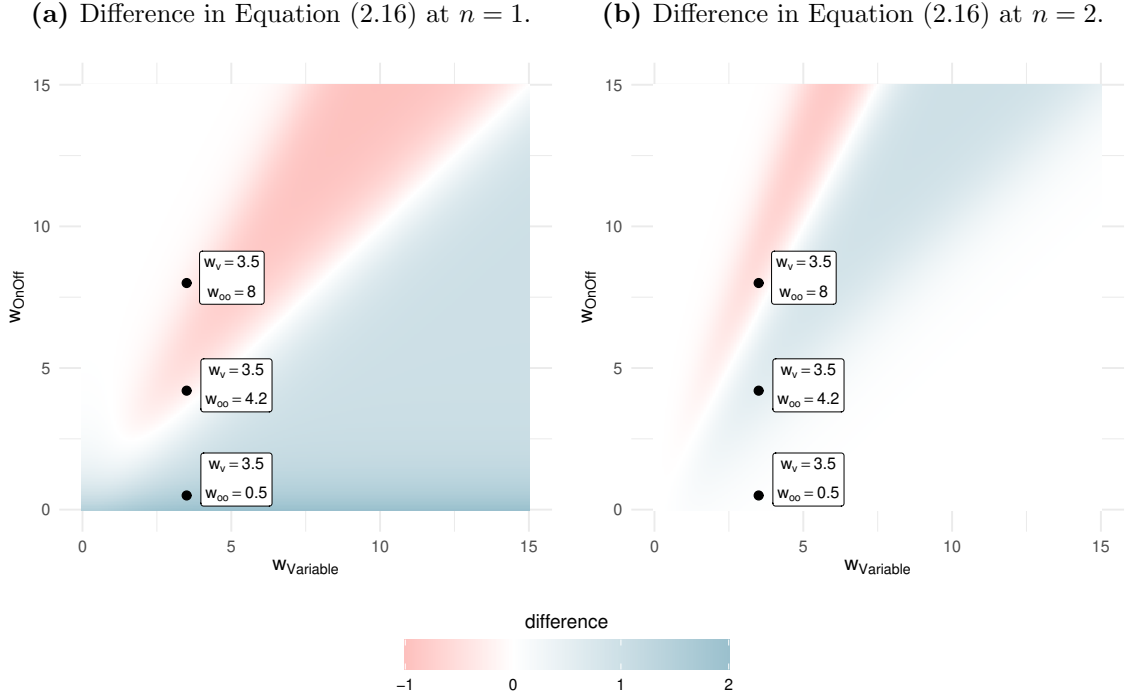 (a) Difference in Equation (2.16) at n = 1.
(b) Difference in Equation (2.16) at n = 2.
15
10
5
0
wOnOff
wv = 3.5
woo = 8
wv = 3.5
woo = 4.2
wv = 3.5
woo = 0.5
0
5
10
15
wVariable
15
10
5
0
wOnOff
wv = 3.5
woo = 8
wv = 3.5
woo = 4.2
wv = 3.5
woo = 0.5
0
5
10
15
wVariable
difference
−1
0
1
2